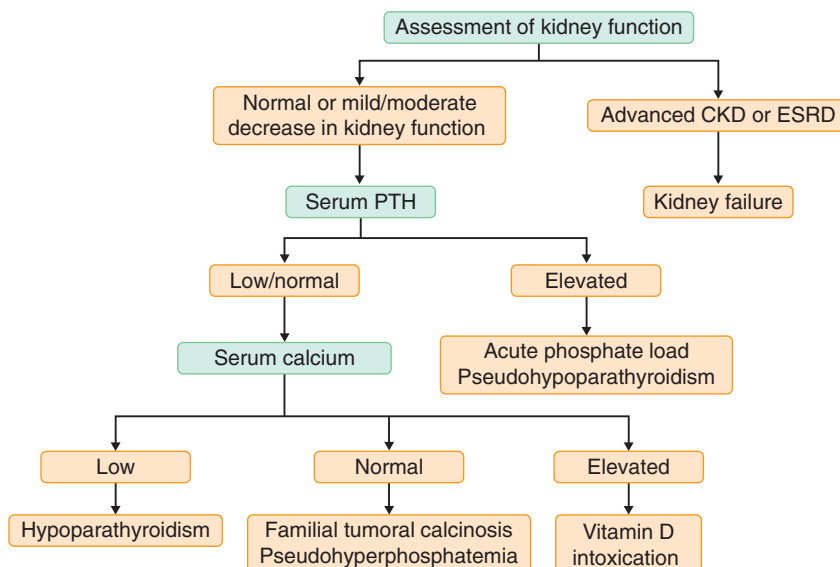 Assessment of kidney function
Normal or mild/moderate
decrease in kidney function
Advanced CKD or ESRD
Serum PTH
Kidney failure
Low/normal
Elevated
Serum calcium
Acute phosphate load
Pseudohypoparathyroidism
Low
Normal
Elevated
Hypoparathyroidism
Familial tumoral calcinosis
Pseudohyperphosphatemia
Vitamin D
intoxication